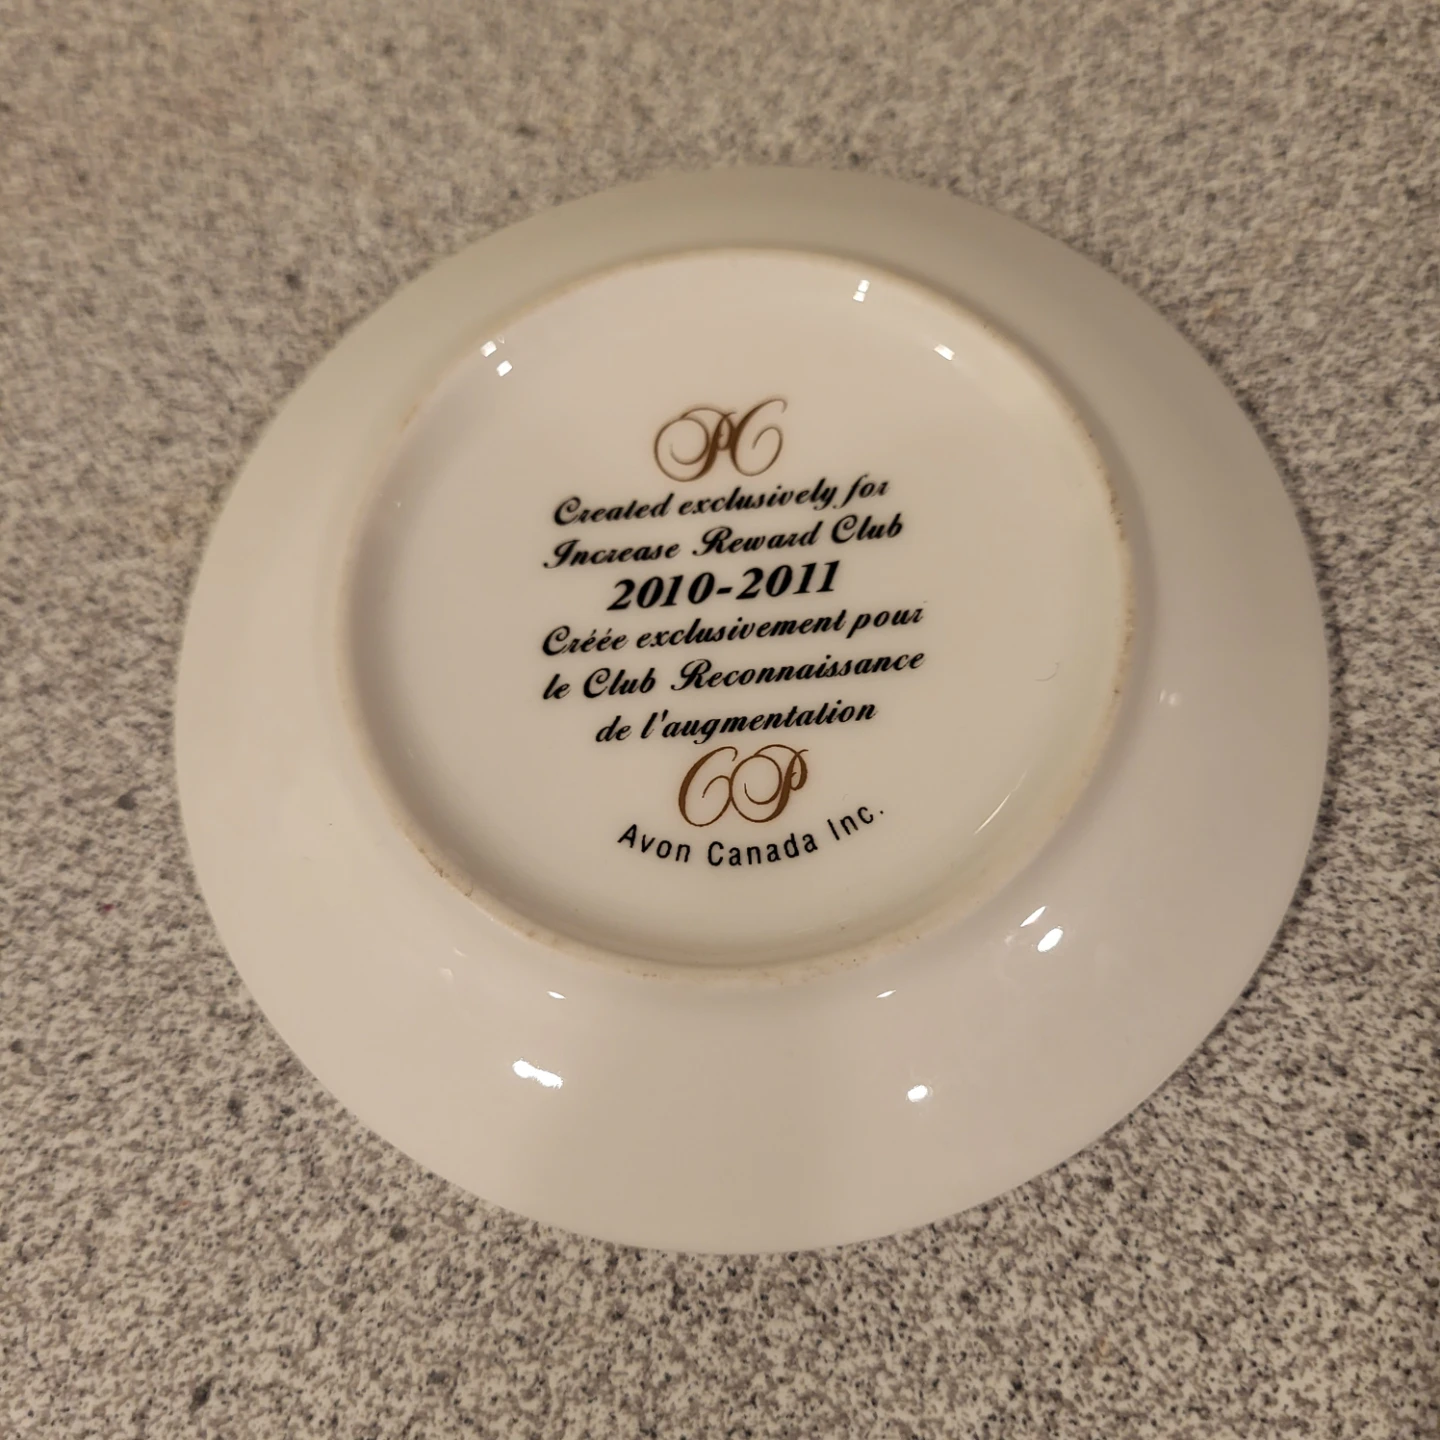 PC
Created exclusively for
Increase Reward Club
2010-2011
Créée exclusivement pour
le Club Reconnaissance
de l'augmentation
CP
Avon Canada Inc.